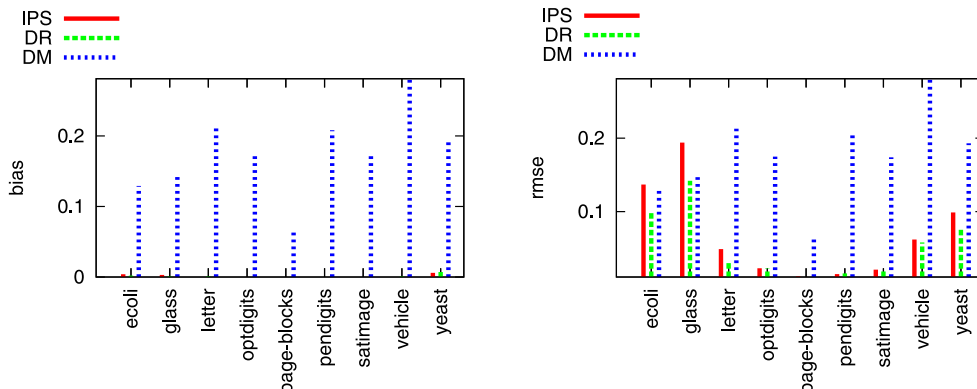 IPS
DR
DM
bias
0.2
0.1
0
ecoli
glass
letter
optdigits
page-blocks
pendigits
satimage
vehicle
yeast
IPS
DR
DM
rmse
0.2
0.1
ecoli
glass
letter
optdigits
page-blocks
pendigits
satimage
vehicle
yeast